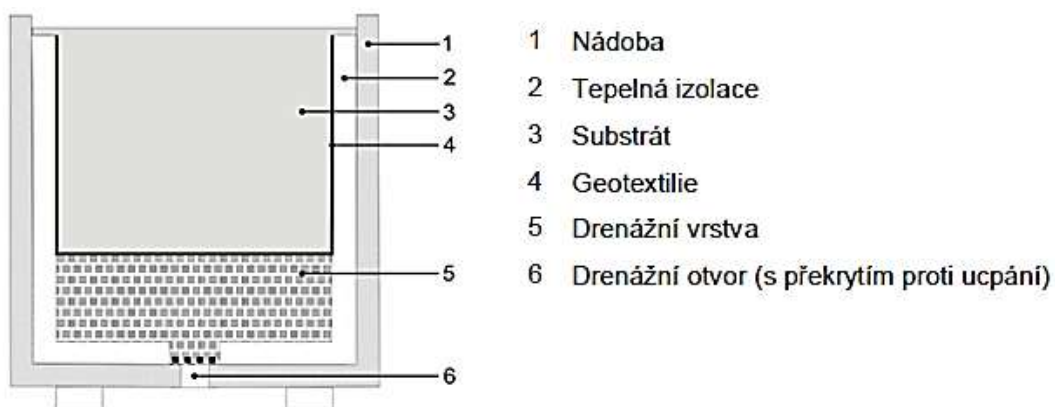 1
2
3
4
5
6
1 Nádoba
2 Tepelná izolace
3 Substrát
4 Geotextilie
5 Drenážní vrstva
6 Drenážní otvor (s překrytím proti ucpání)